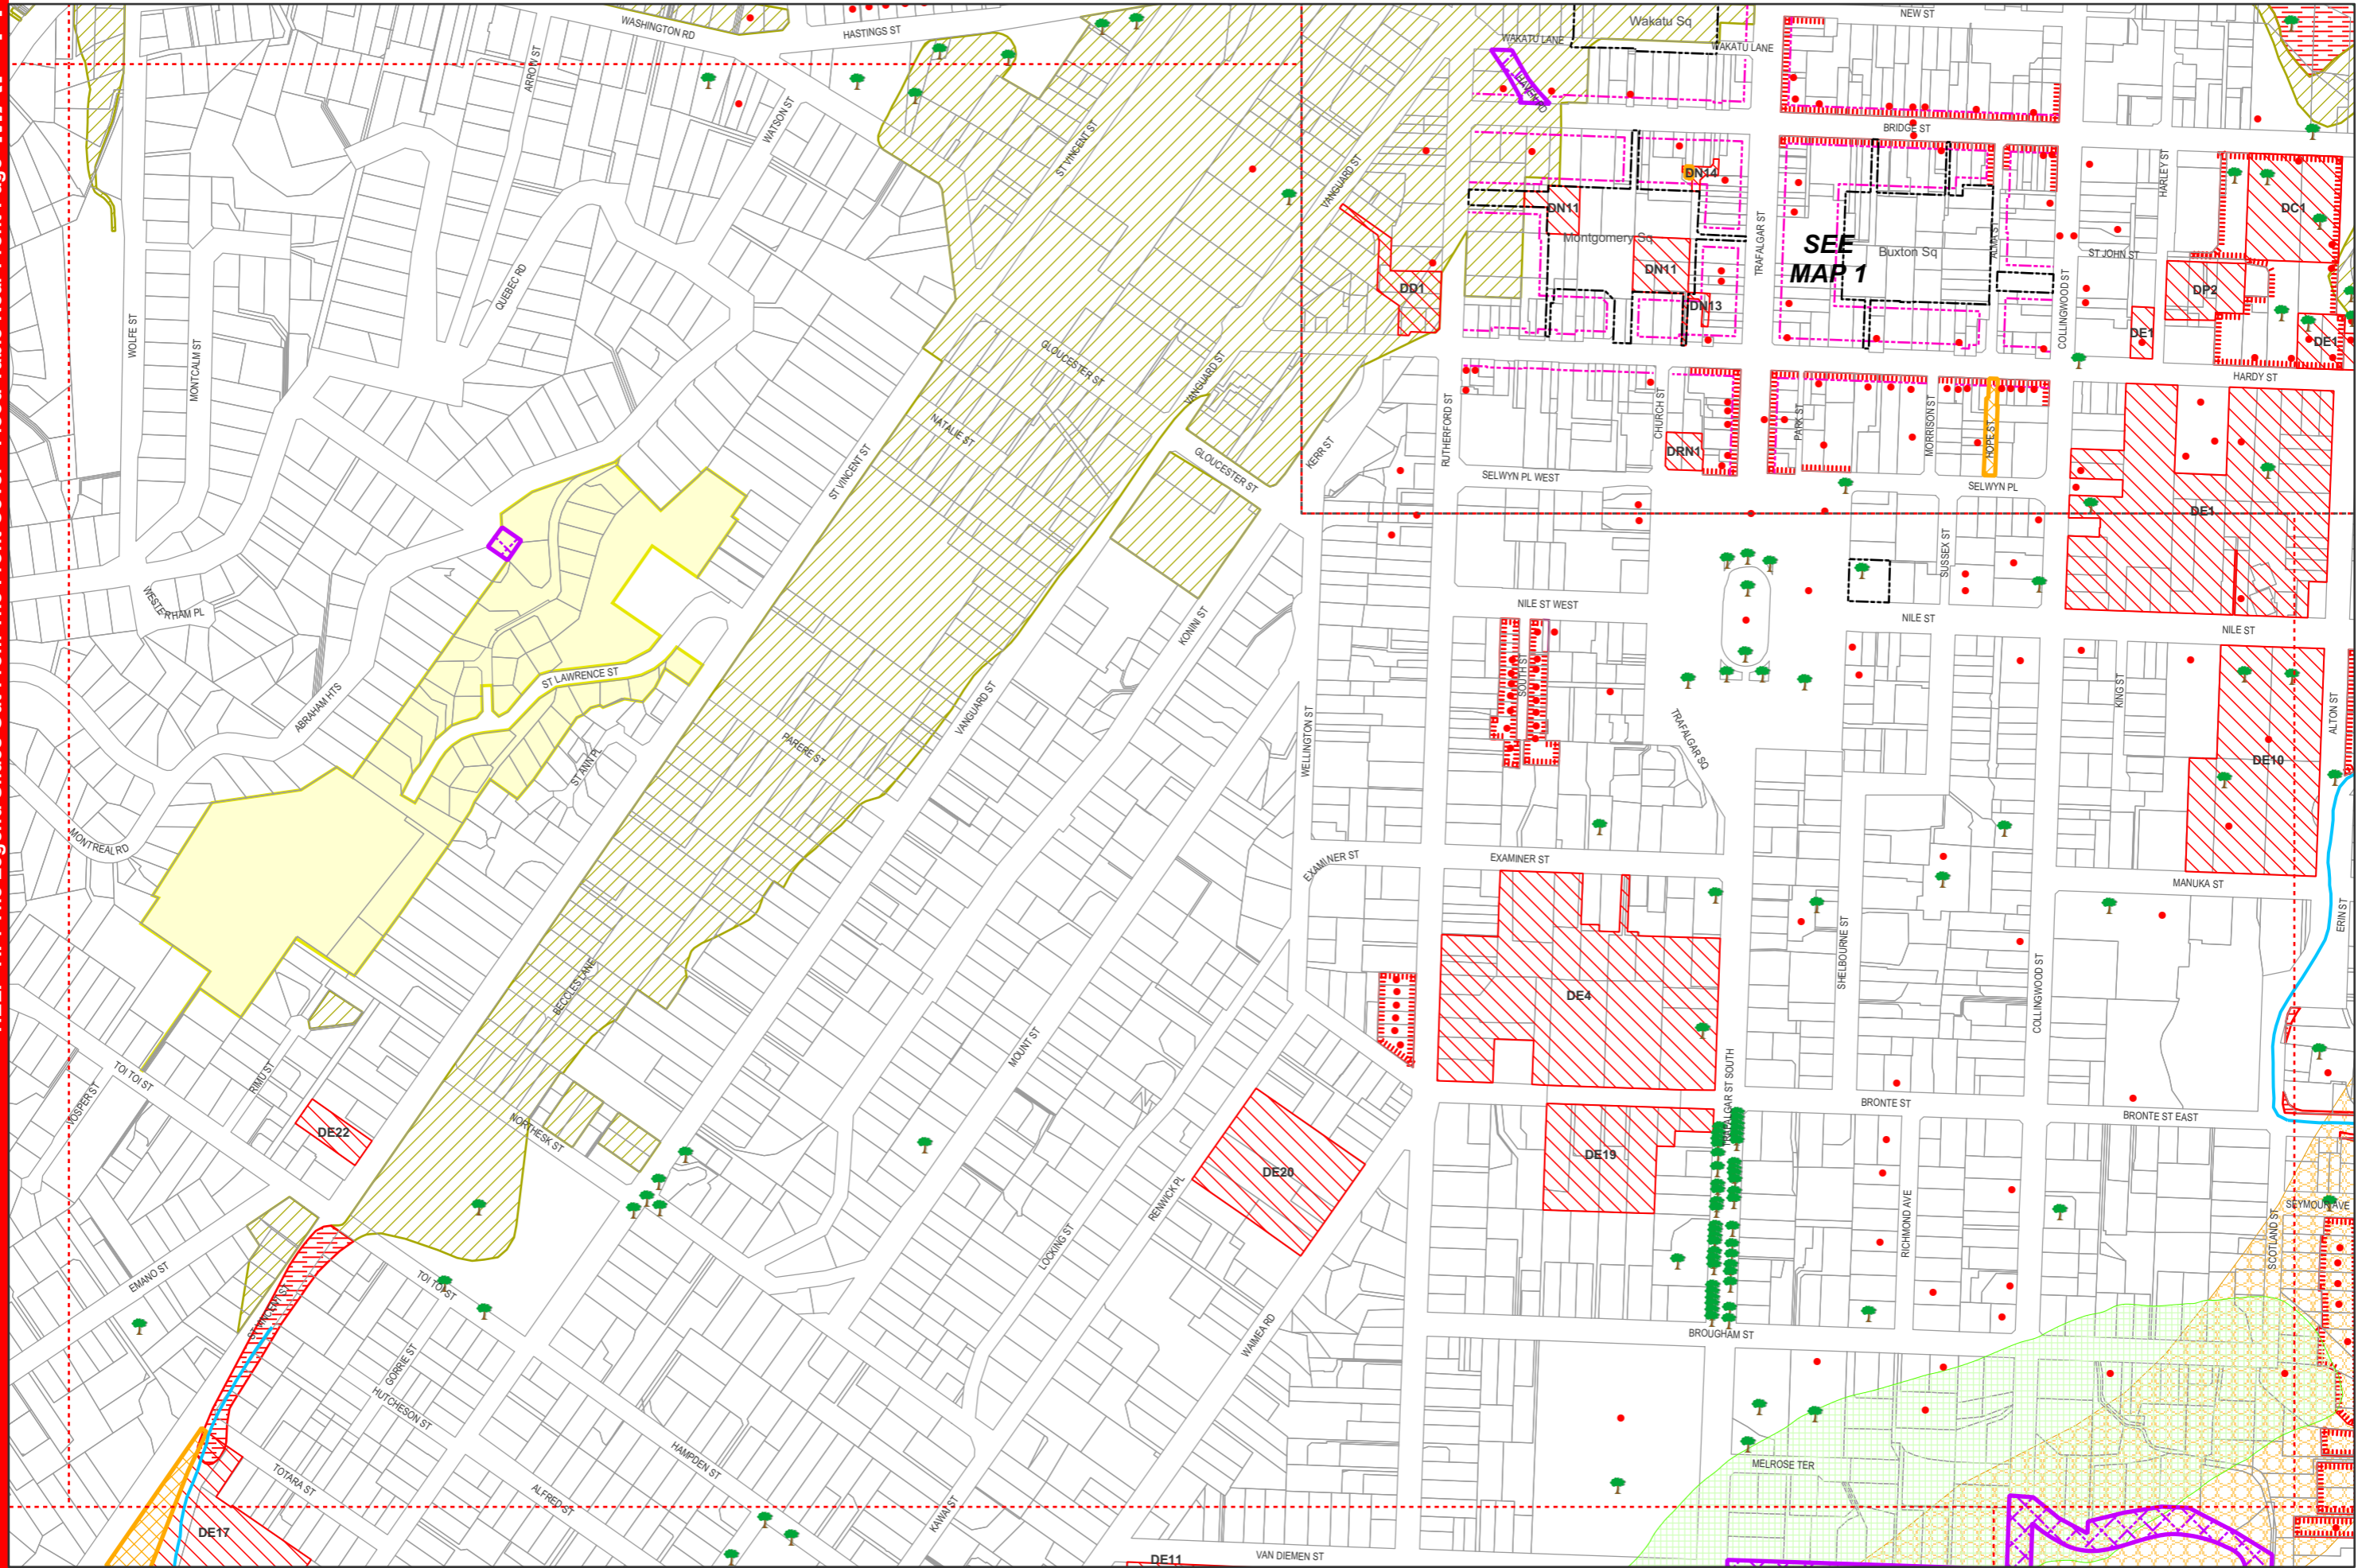 WASHINGTON RD
HASTINGS ST
ARROW ST
WATSON ST
ST VINCENT ST
VANGUARD ST
Wakatu Sq
WAKATU LANE
WAKATU LANE
HAVEN RD
NEW ST
BRIDGE ST
HARLEY ST
DN14
DN11
Montgomery Sq
DN11
DN13
TRAFALGAR ST
SEE
MAP 1
Buxton Sq
ALMA ST
COLLINGWOOD ST
ST JOHN ST
DC1
DP2
DE1
DE1
HARDY ST
DD1
QUEBEC RD
WOLFE ST
MONTCALM ST
GLOUCESTER ST
VANGUARD ST
NATALIE ST
GLOUCESTER ST
ST VINCENT ST
KERR ST
RUTHERFORD ST
CHURCH ST
DRN1
PARK ST
MORRISON ST
HOPE ST
SELWYN PL WEST
SELWYN PL
DE1
SUSSEX ST
NILE ST WEST
NILE ST
NILE ST
WESTERHAM PL
KONINI ST
SOUTH ST
ST LAWRENCE ST
ABRAHAM HTS
VANGUARD ST
PARERE ST
ST ANN PL
WELLINGTON ST
TRAFALGAR SQ
KING ST
ALTON ST
DE10
MONTREAL RD
EXAMINER ST
EXAMINER ST
MANUKA ST
ERIN ST
SHELBOURNE ST
COLLINGWOOD ST
BECCLES LANE
DE4
MOUNT ST
TOI TOI ST
RIMU ST
VOSPER ST
DE22
NORTHESK ST
TRAFALGAR ST SOUTH
BRONTE ST
BRONTE ST EAST
DE19
DE20
RENWICK PL
LOCKING ST
RICHMOND AVE
SCOTLAND ST
SEYMOUR AVE
EMANO ST
TOI TOI ST
ST VINCENT ST
GORRIE ST
HUTCHESON ST
WAIMEA RD
BROUGHAM ST
HAMPDEN ST
MELROSE TER
TOTARA ST
ALFRED ST
KAWAI ST
DE17
DE11
VAN DIEMEN ST